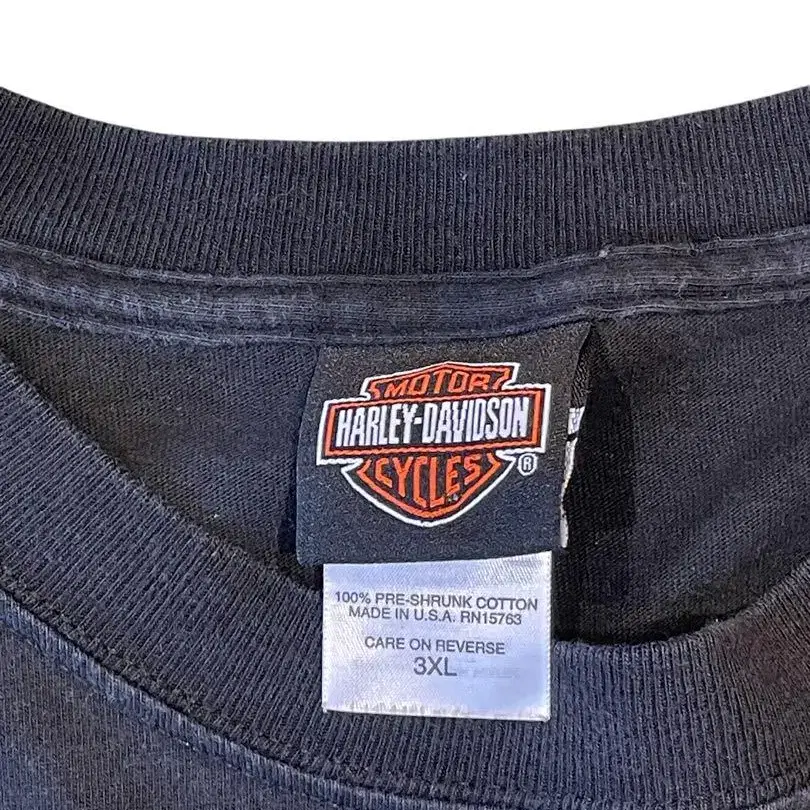 MOTOR
HARLEY-DAVIDSON
CYCLES
®
100% PRE-SHRUNK COTTON
MADE IN U.S.A. RN15763
CARE ON REVERSE
3XL